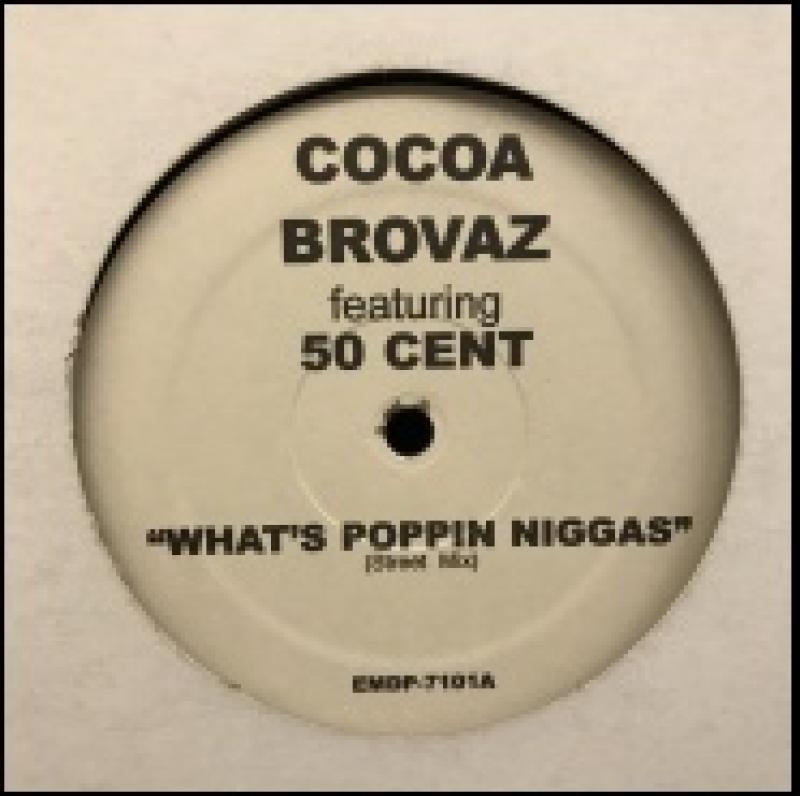 COCOA
BROVAZ
featuring
50 CENT
“WHAT'S POPPIN NIGGAS”
(Street Mix)
EMDP-7101A